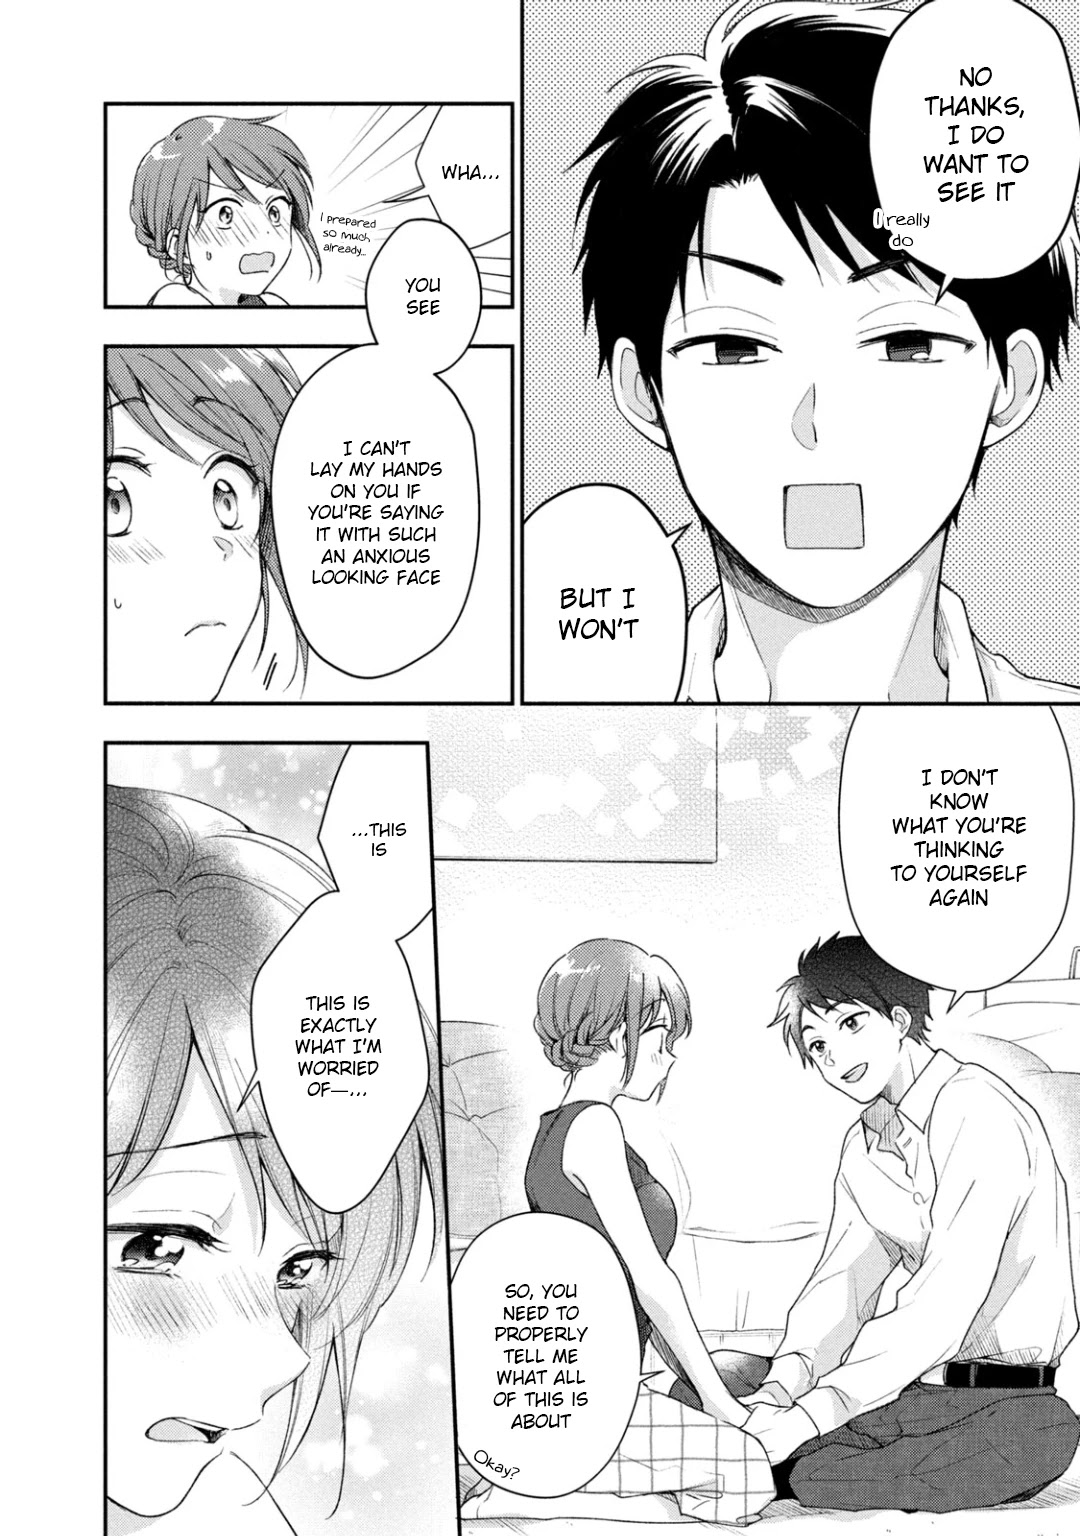 NO
THANKS,
I DO
WANT TO
SEE IT
I really
do
BUT I
WON'T
WHA...
I prepared
so much
already...
YOU
SEE
I CAN'T
LAY MY HANDS
ON YOU IF
YOU'RE SAYING
IT WITH SUCH
AN ANXIOUS
LOOKING FACE
I DON'T
KNOW
WHAT YOU'RE
THINKING
TO YOURSELF
AGAIN
SO, YOU
NEED TO
PROPERLY
TELL ME
WHAT ALL
OF THIS IS
ABOUT
Okay?
...THIS
IS
THIS IS
EXACTLY
WHAT I'M
WORRIED
OF—...